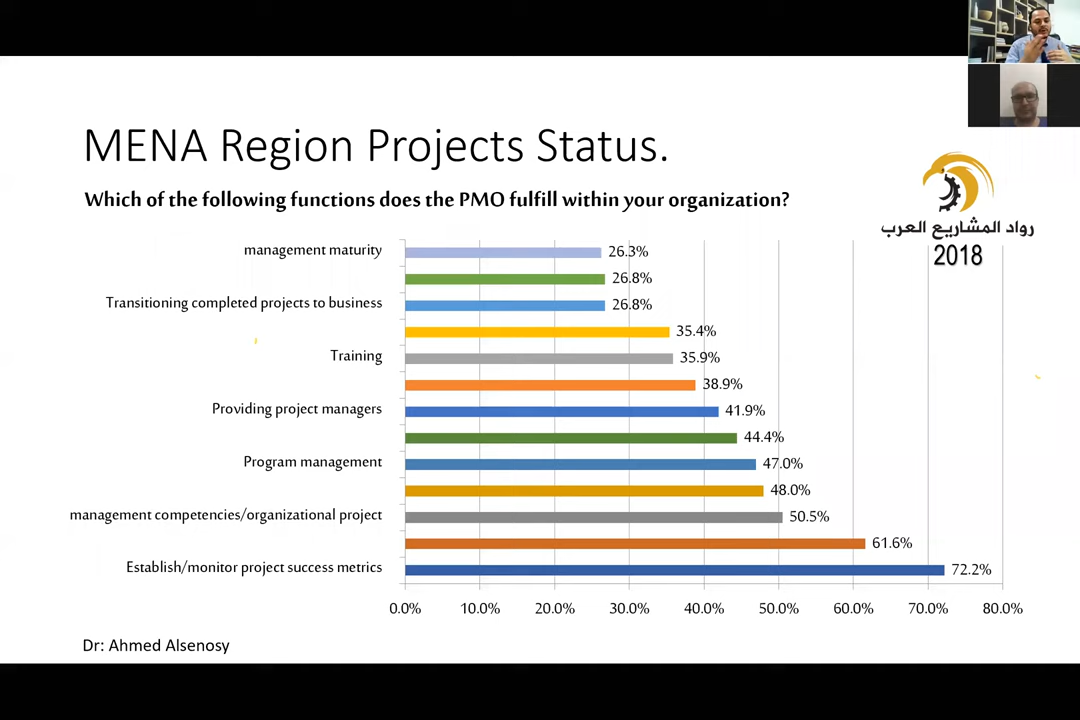 MENA Region Projects Status.
Which of the following functions does the PMO fulfill within your organization?
رواد المشاريع العرب
2018
management maturity
26.3%
26.8%
Transitioning completed projects to business
26.8%
35.4%
Training
35.9%
38.9%
Providing project managers
41.9%
44.4%
Program management
47.0%
48.0%
management competencies/organizational project
50.5%
61.6%
Establish/monitor project success metrics
72.2%
0.0% 10.0% 20.0% 30.0% 40.0% 50.0% 60.0% 70.0% 80.0%
Dr: Ahmed Alsenosy